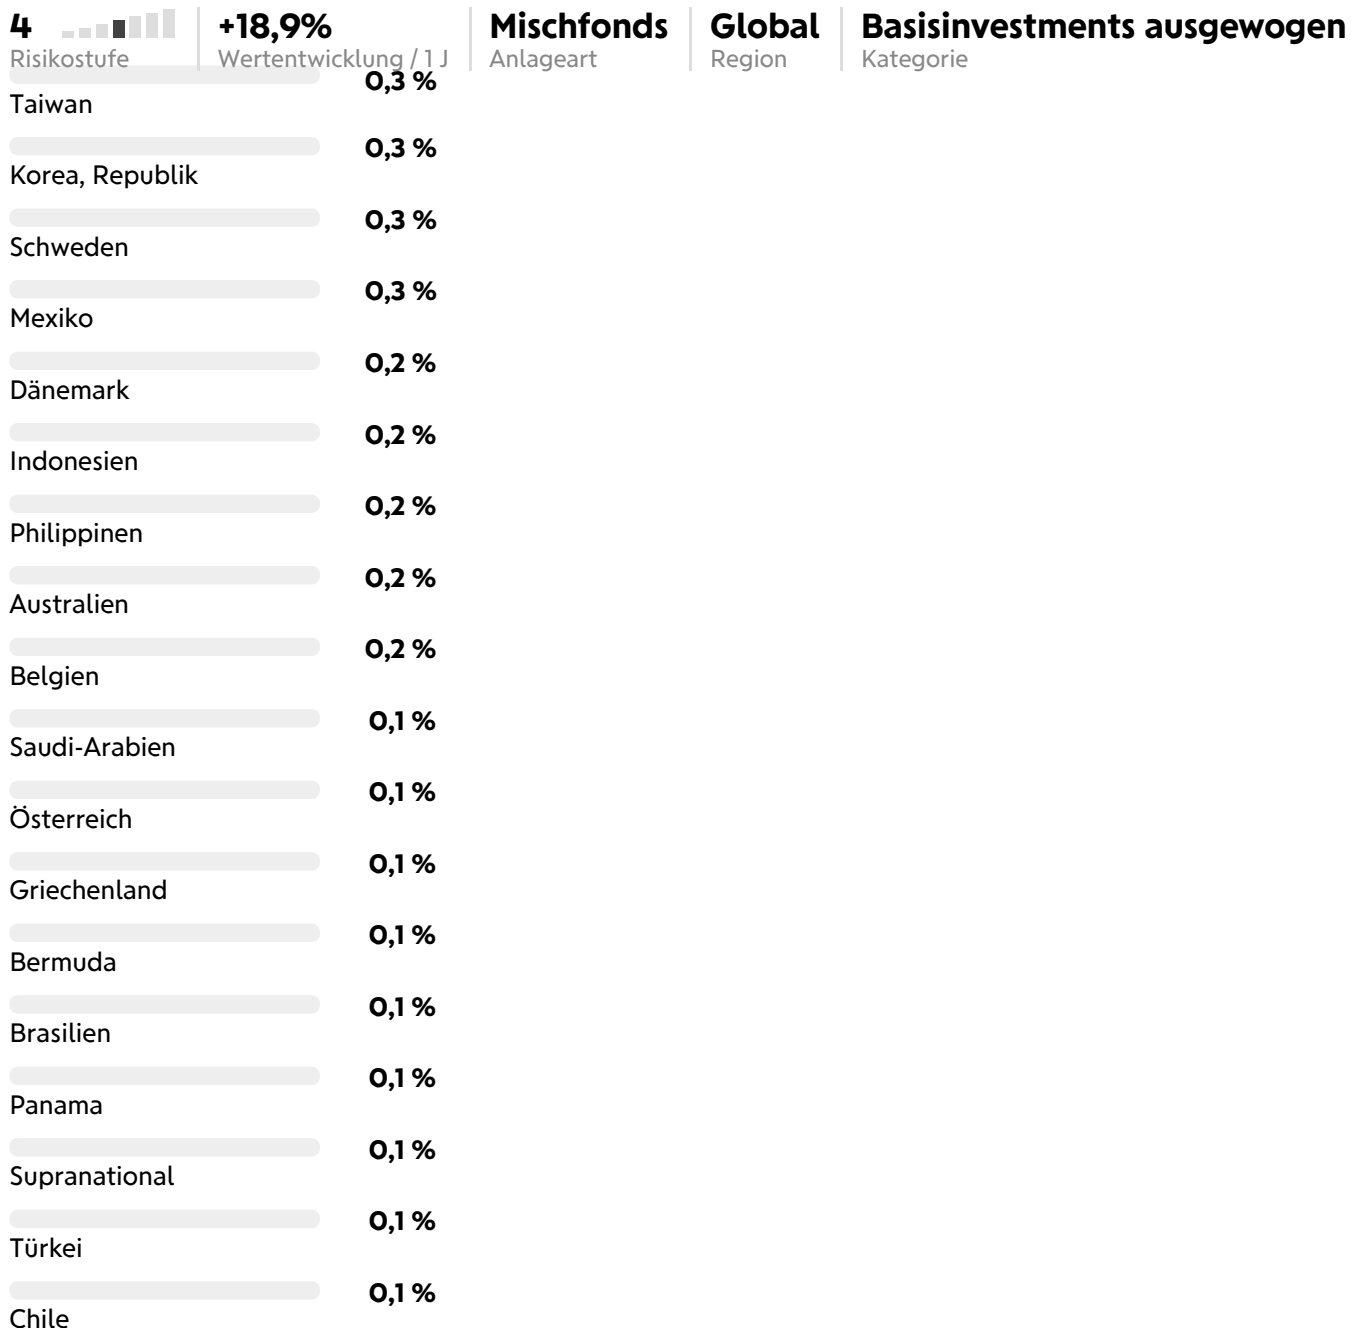 4 +18,9% Mischfonds Global Basisinvestments ausgewogen
Risikostufe Wertentwicklung / 1 J Anlageart Region Kategorie
0,3 %
Taiwan
0,3 %
Korea, Republik
0,3 %
Schweden
0,3 %
Mexiko
0,2 %
Dänemark
0,2 %
Indonesien
0,2 %
Philippinen
0,2 %
Australien
0,2 %
Belgien
0,1 %
Saudi-Arabien
0,1 %
Österreich
0,1 %
Griechenland
0,1 %
Bermuda
0,1 %
Brasilien
0,1 %
Panama
0,1 %
Supranational
0,1 %
Türkei
0,1 %
Chile